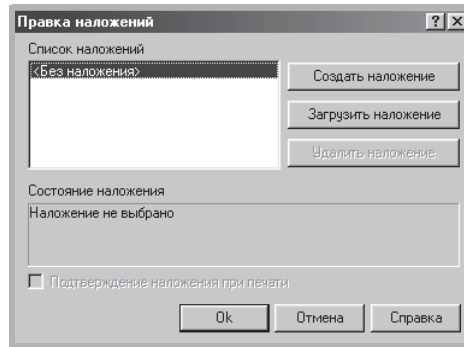 Правка наложений
Список наложений
<Без наложения>
Создать наложение
Загрузить наложение
Удалить наложение
Состояние наложения
Наложение не выбрано
Подтверждение наложения при печати
Ok
Отмена
Справка